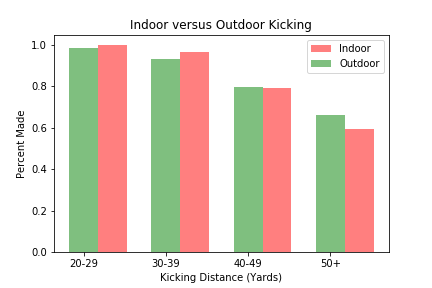 Indoor versus Outdoor Kicking
Indoor
Outdoor
Percent Made
1.0
0.8
0.6
0.4
0.2
0.0
20-29 30-39 40-49 50+
Kicking Distance (Yards)